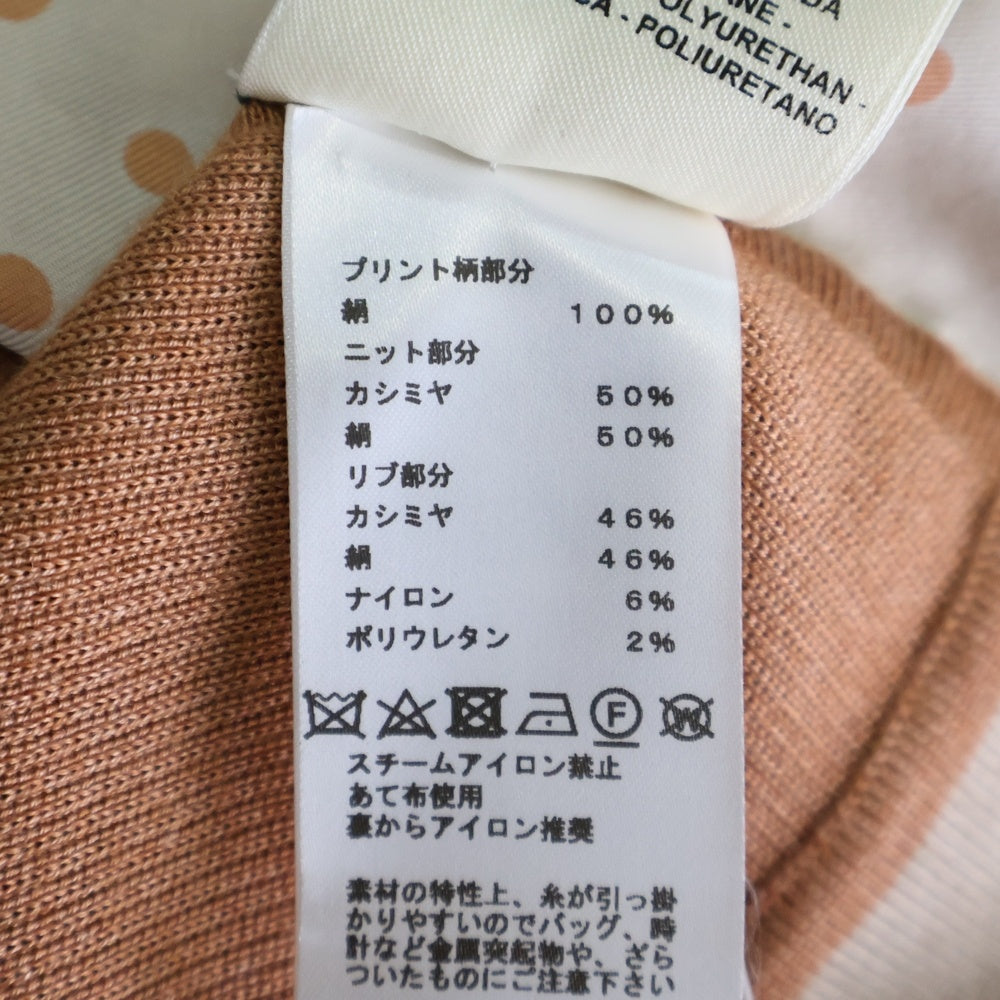 DA
ANE -
OLYURETHAN -
CA - POLIURETANO
プリント柄部分
絹 100%
ニット部分
カシミヤ 50%
絹 50%
リブ部分
カシミヤ 46%
絹 46%
ナイロン 6%
ポリウレタン 2%
F W
スチームアイロン禁止
あて布使用
裏からアイロン推奨
素材の特性上、糸が引っ掛
かりやすいのでバッグ、時
計など金属突起物や、ざら
ついたものにご注意下さい